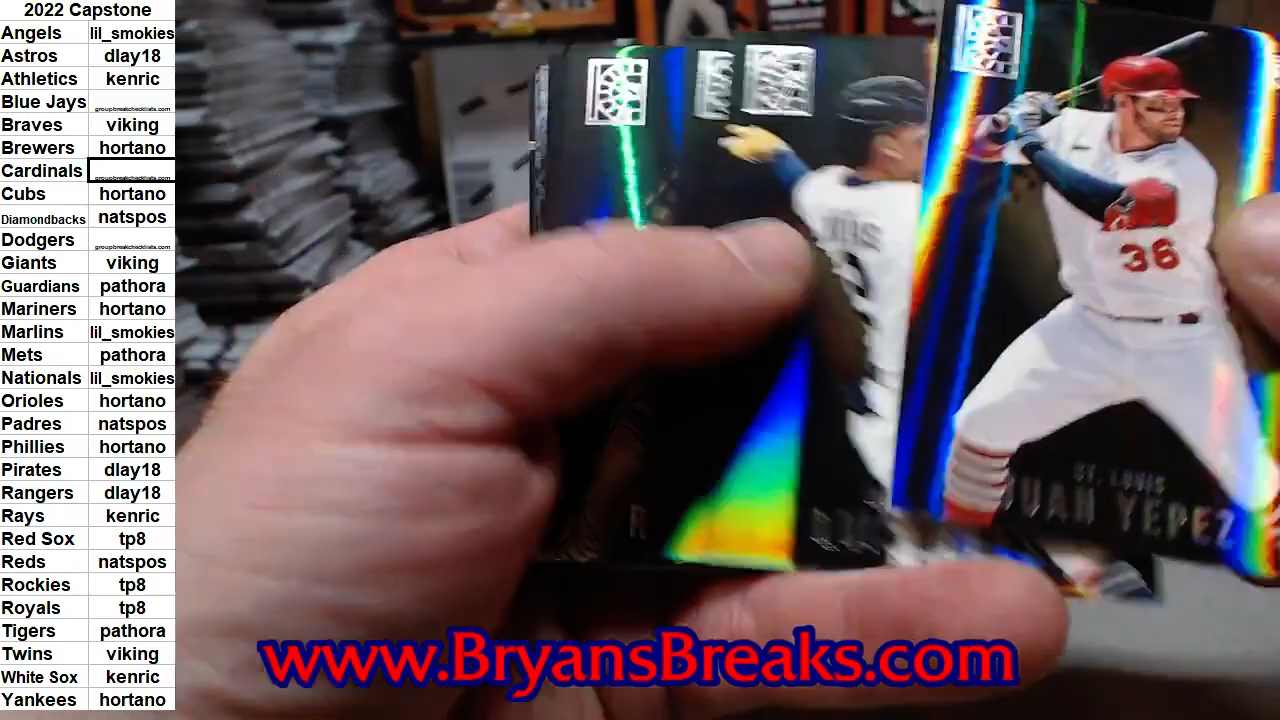 2022 Capstone
Angels lil_smokies
Astros dlay18
Athletics kenric
Blue Jays groupbreakchecklists.com
Braves viking
Brewers hortano
Cardinals groupbreakchecklists.com
Cubs hortano
Diamondbacks natspos
Dodgers groupbreakchecklists.com
Giants viking
Guardians pathora
Mariners hortano
Marlins lil_smokies
Mets pathora
Nationals lil_smokies
Orioles hortano
Padres natspos
Phillies hortano
Pirates dlay18
Rangers dlay18
Rays kenric
Red Sox tp8
Reds natspos
Rockies tp8
Royals tp8
Tigers pathora
Twins viking
White Sox kenric
Yankees hortano
36
ST. LOUIS
JUAN YEPEZ
www.BryansBreaks.com